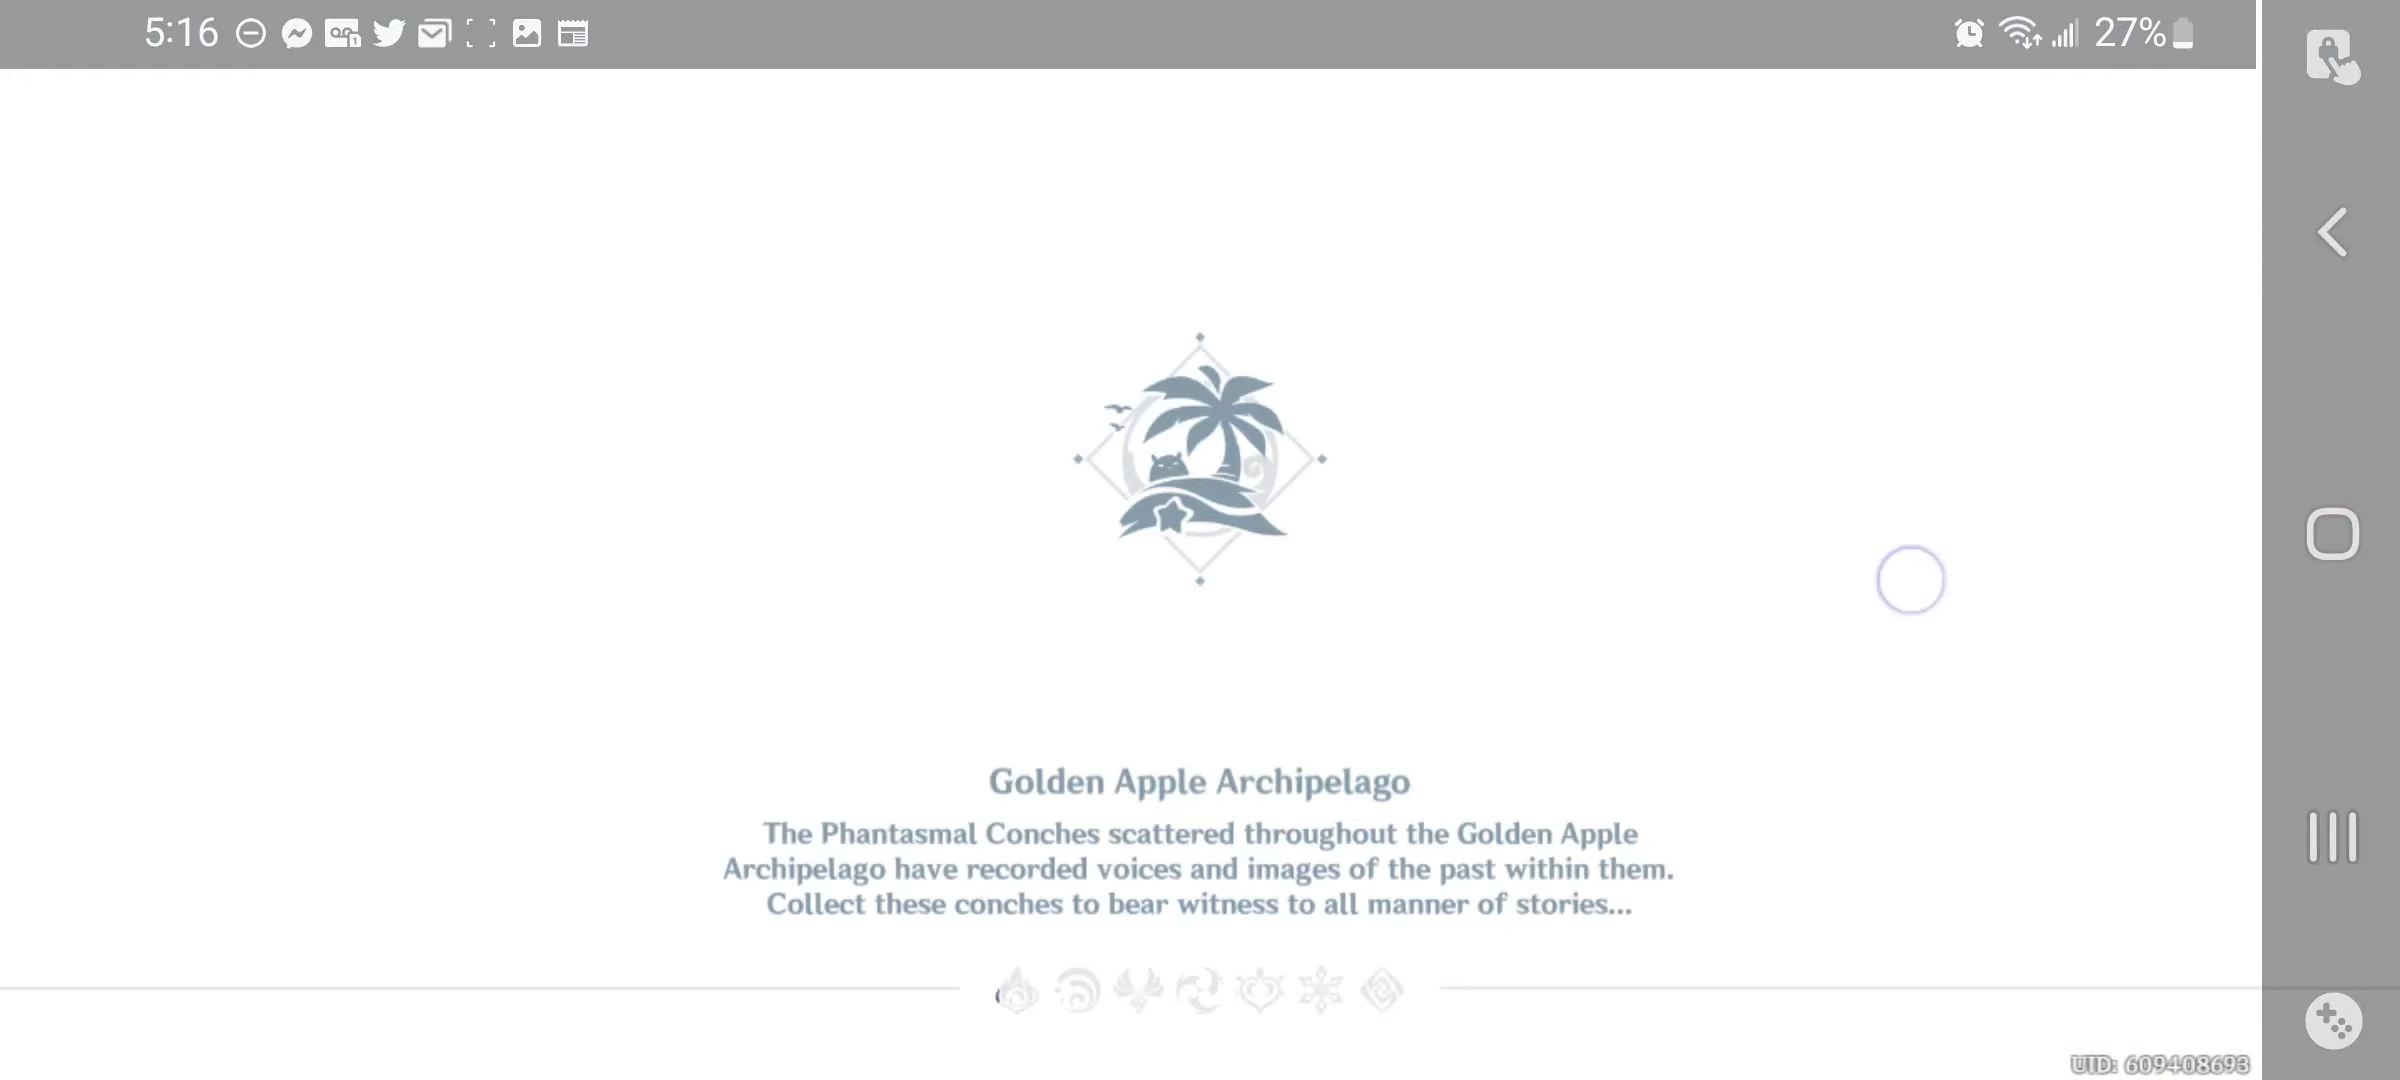 5:16
27%
Golden Apple Archipelago
The Phantasmal Conches scattered throughout the Golden Apple
Archipelago have recorded voices and images of the past within them.
Collect these conches to bear witness to all manner of stories...
UID: 609408693